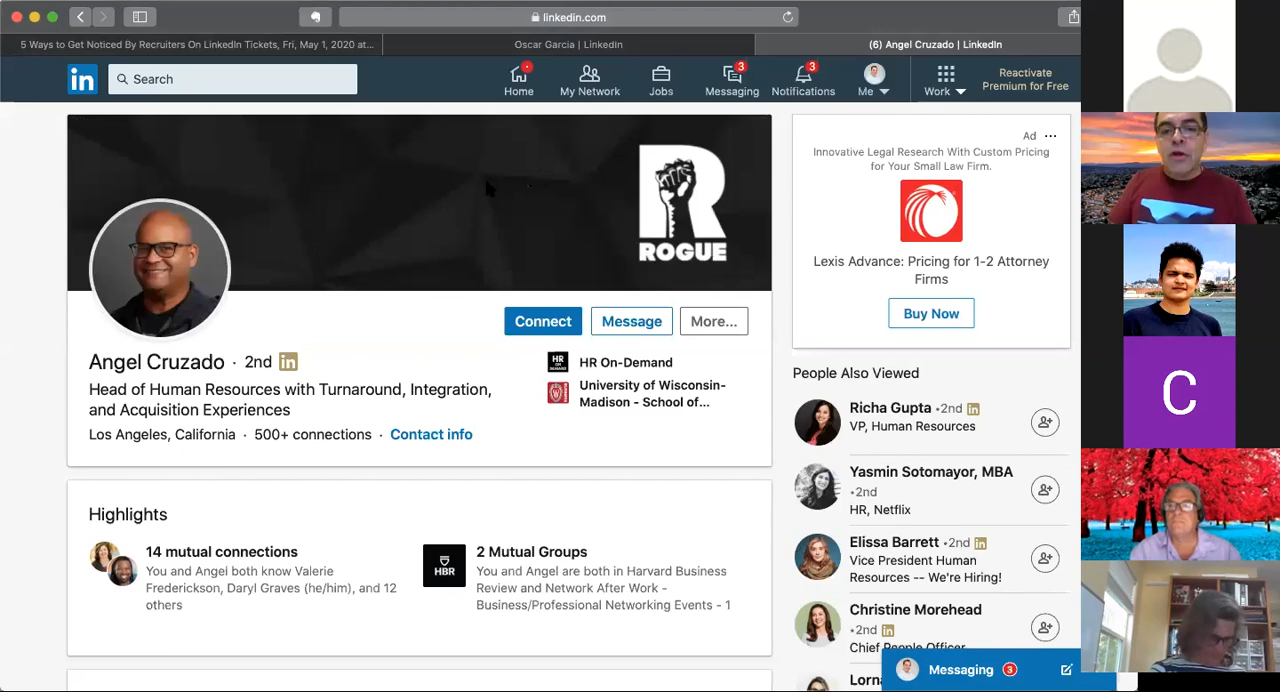 linkedin.com
5 Ways to Get Noticed By Recruiters On LinkedIn Tickets, Fri, May 1, 2020 at...
Oscar Garcia | LinkedIn
(6) Angel Cruzado | LinkedIn
in
Search
Home
My Network
Jobs
3
Messaging
3
Notifications
Me
Work
Reactivate
Premium for Free
R
ROGUE
Connect
Message
More...
Angel Cruzado · 2nd in
Head of Human Resources with Turnaround, Integration,
and Acquisition Experiences
Los Angeles, California · 500+ connections · Contact info
HR ON DEMAND
HR On-Demand
University of Wisconsin-
Madison - School of...
Highlights
14 mutual connections
You and Angel both know Valerie
Frederickson, Daryl Graves (he/him), and 12
others
HBR
2 Mutual Groups
You and Angel are both in Harvard Business
Review and Network After Work -
Business/Professional Networking Events - 1
Ad ...
Innovative Legal Research With Custom Pricing
for Your Small Law Firm.
Lexis Advance: Pricing for 1-2 Attorney
Firms
Buy Now
People Also Viewed
Richa Gupta • 2nd in
VP, Human Resources
Yasmin Sotomayor, MBA
• 2nd
HR, Netflix
Elissa Barrett • 2nd in
Vice President Human
Resources -- We're Hiring!
Christine Morehead
• 2nd in
Chief People Officer
Messaging 3
C